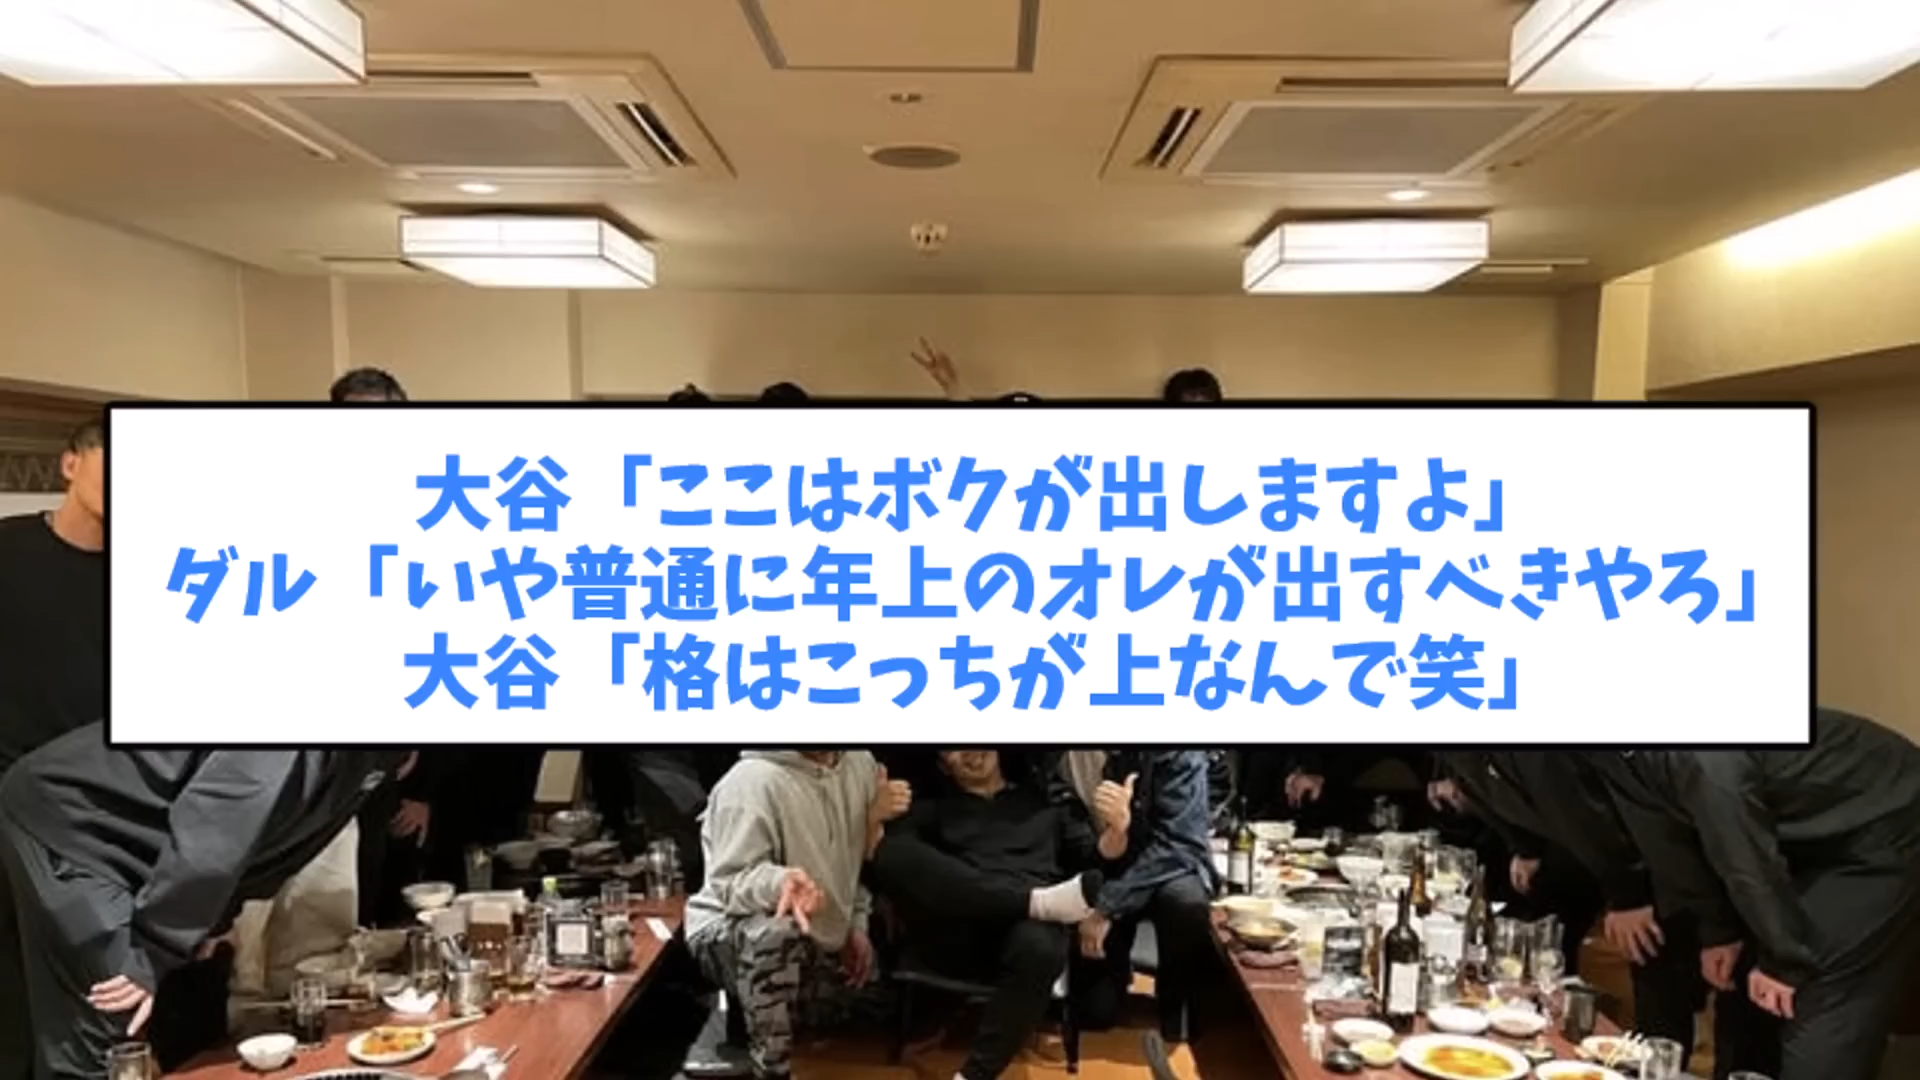 大谷「ここはボクが出しますよ」
ダル「いや普通に年上のオレが出すべきやろ」
大谷「格はこっちが上なんで笑」